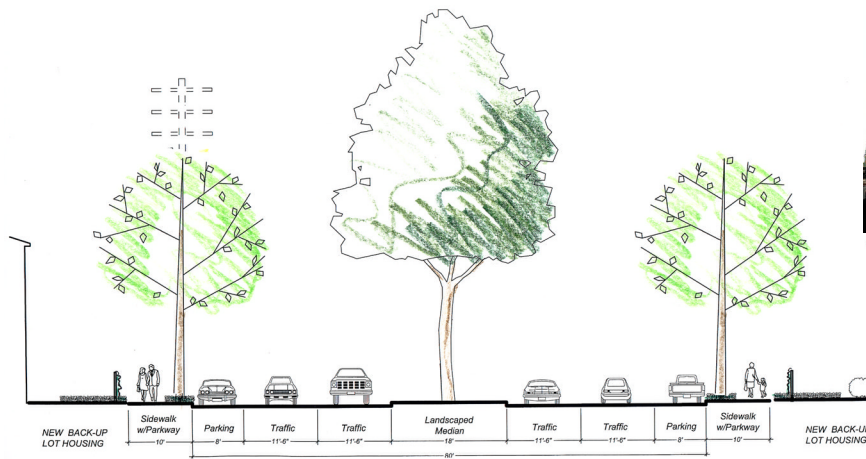 NEW BACK-UP
LOT HOUSING
Sidewalk
w/Parkway
10'
Parking
8'
Traffic
11'-6"
Traffic
11'-6"
Landscaped
Median
18'
Traffic
11'-6"
Traffic
11'-6"
Parking
8'
Sidewalk
w/Parkway
10'
NEW BACK-U
LOT HOUSING
80'